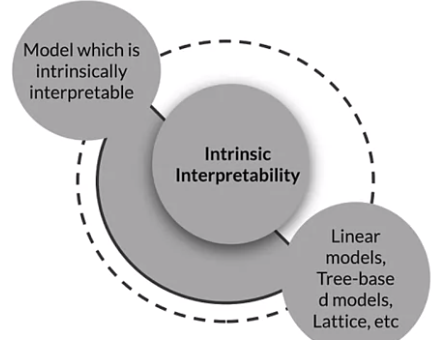 Model which is
intrinsically
interpretable
Intrinsic
Interpretability
Linear
models,
Tree-base
d models,
Lattice, etc